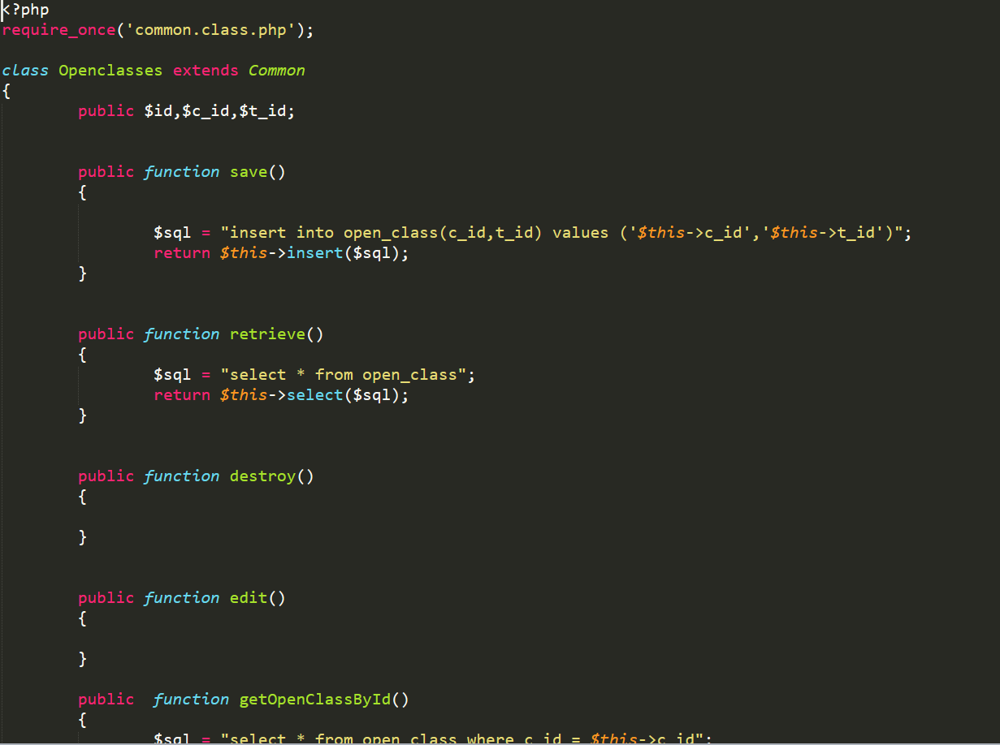 <?php
require_once('common.class.php');
class Openclasses extends Common
{
public $id,$c_id,$t_id;
public function save()
{
$sql = "insert into open_class(c_id,t_id) values ('$this->c_id','$this->t_id')";
return $this->insert($sql);
}
public function retrieve()
{
$sql = "select * from open_class";
return $this->select($sql);
}
public function destroy()
{
}
public function edit()
{
}
public  function getOpenClassById()
{
$sql = "select * from open_class where c_id = $this->c_id";